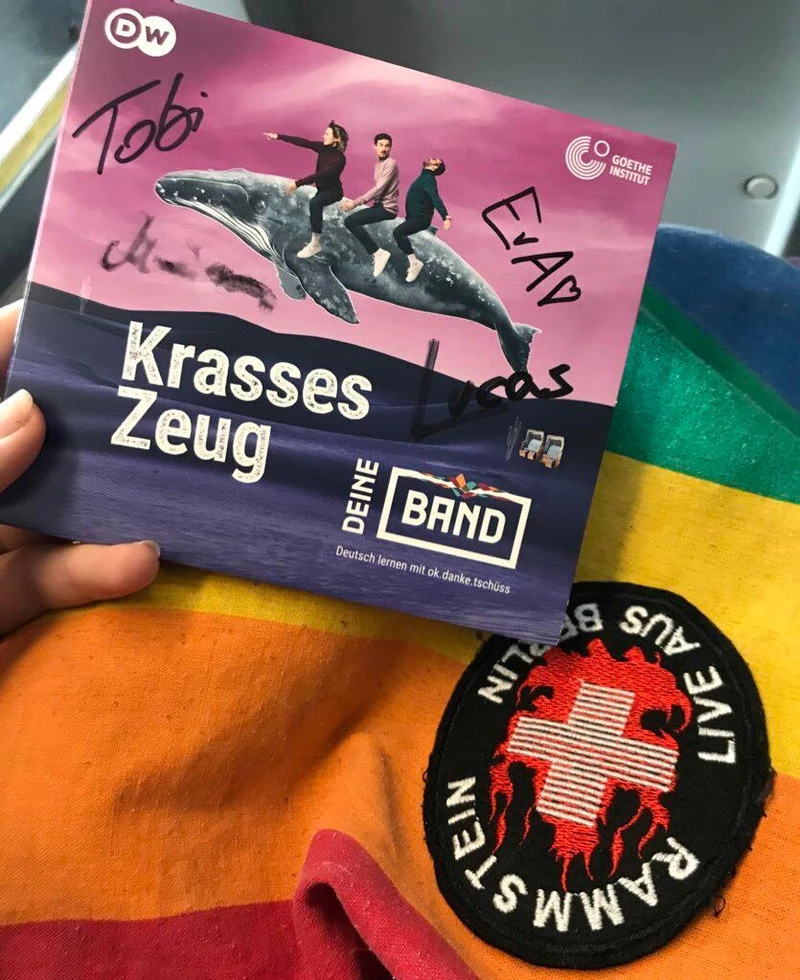 DW
Tobi
GOETHE
INSTITUT
EvA♡
Lucas
Krasses
Zeug
DEINE
BAND
Deutsch lernen mit ok.danke.tschüss
LIVE AUS BERLIN
RAMMSTEIN